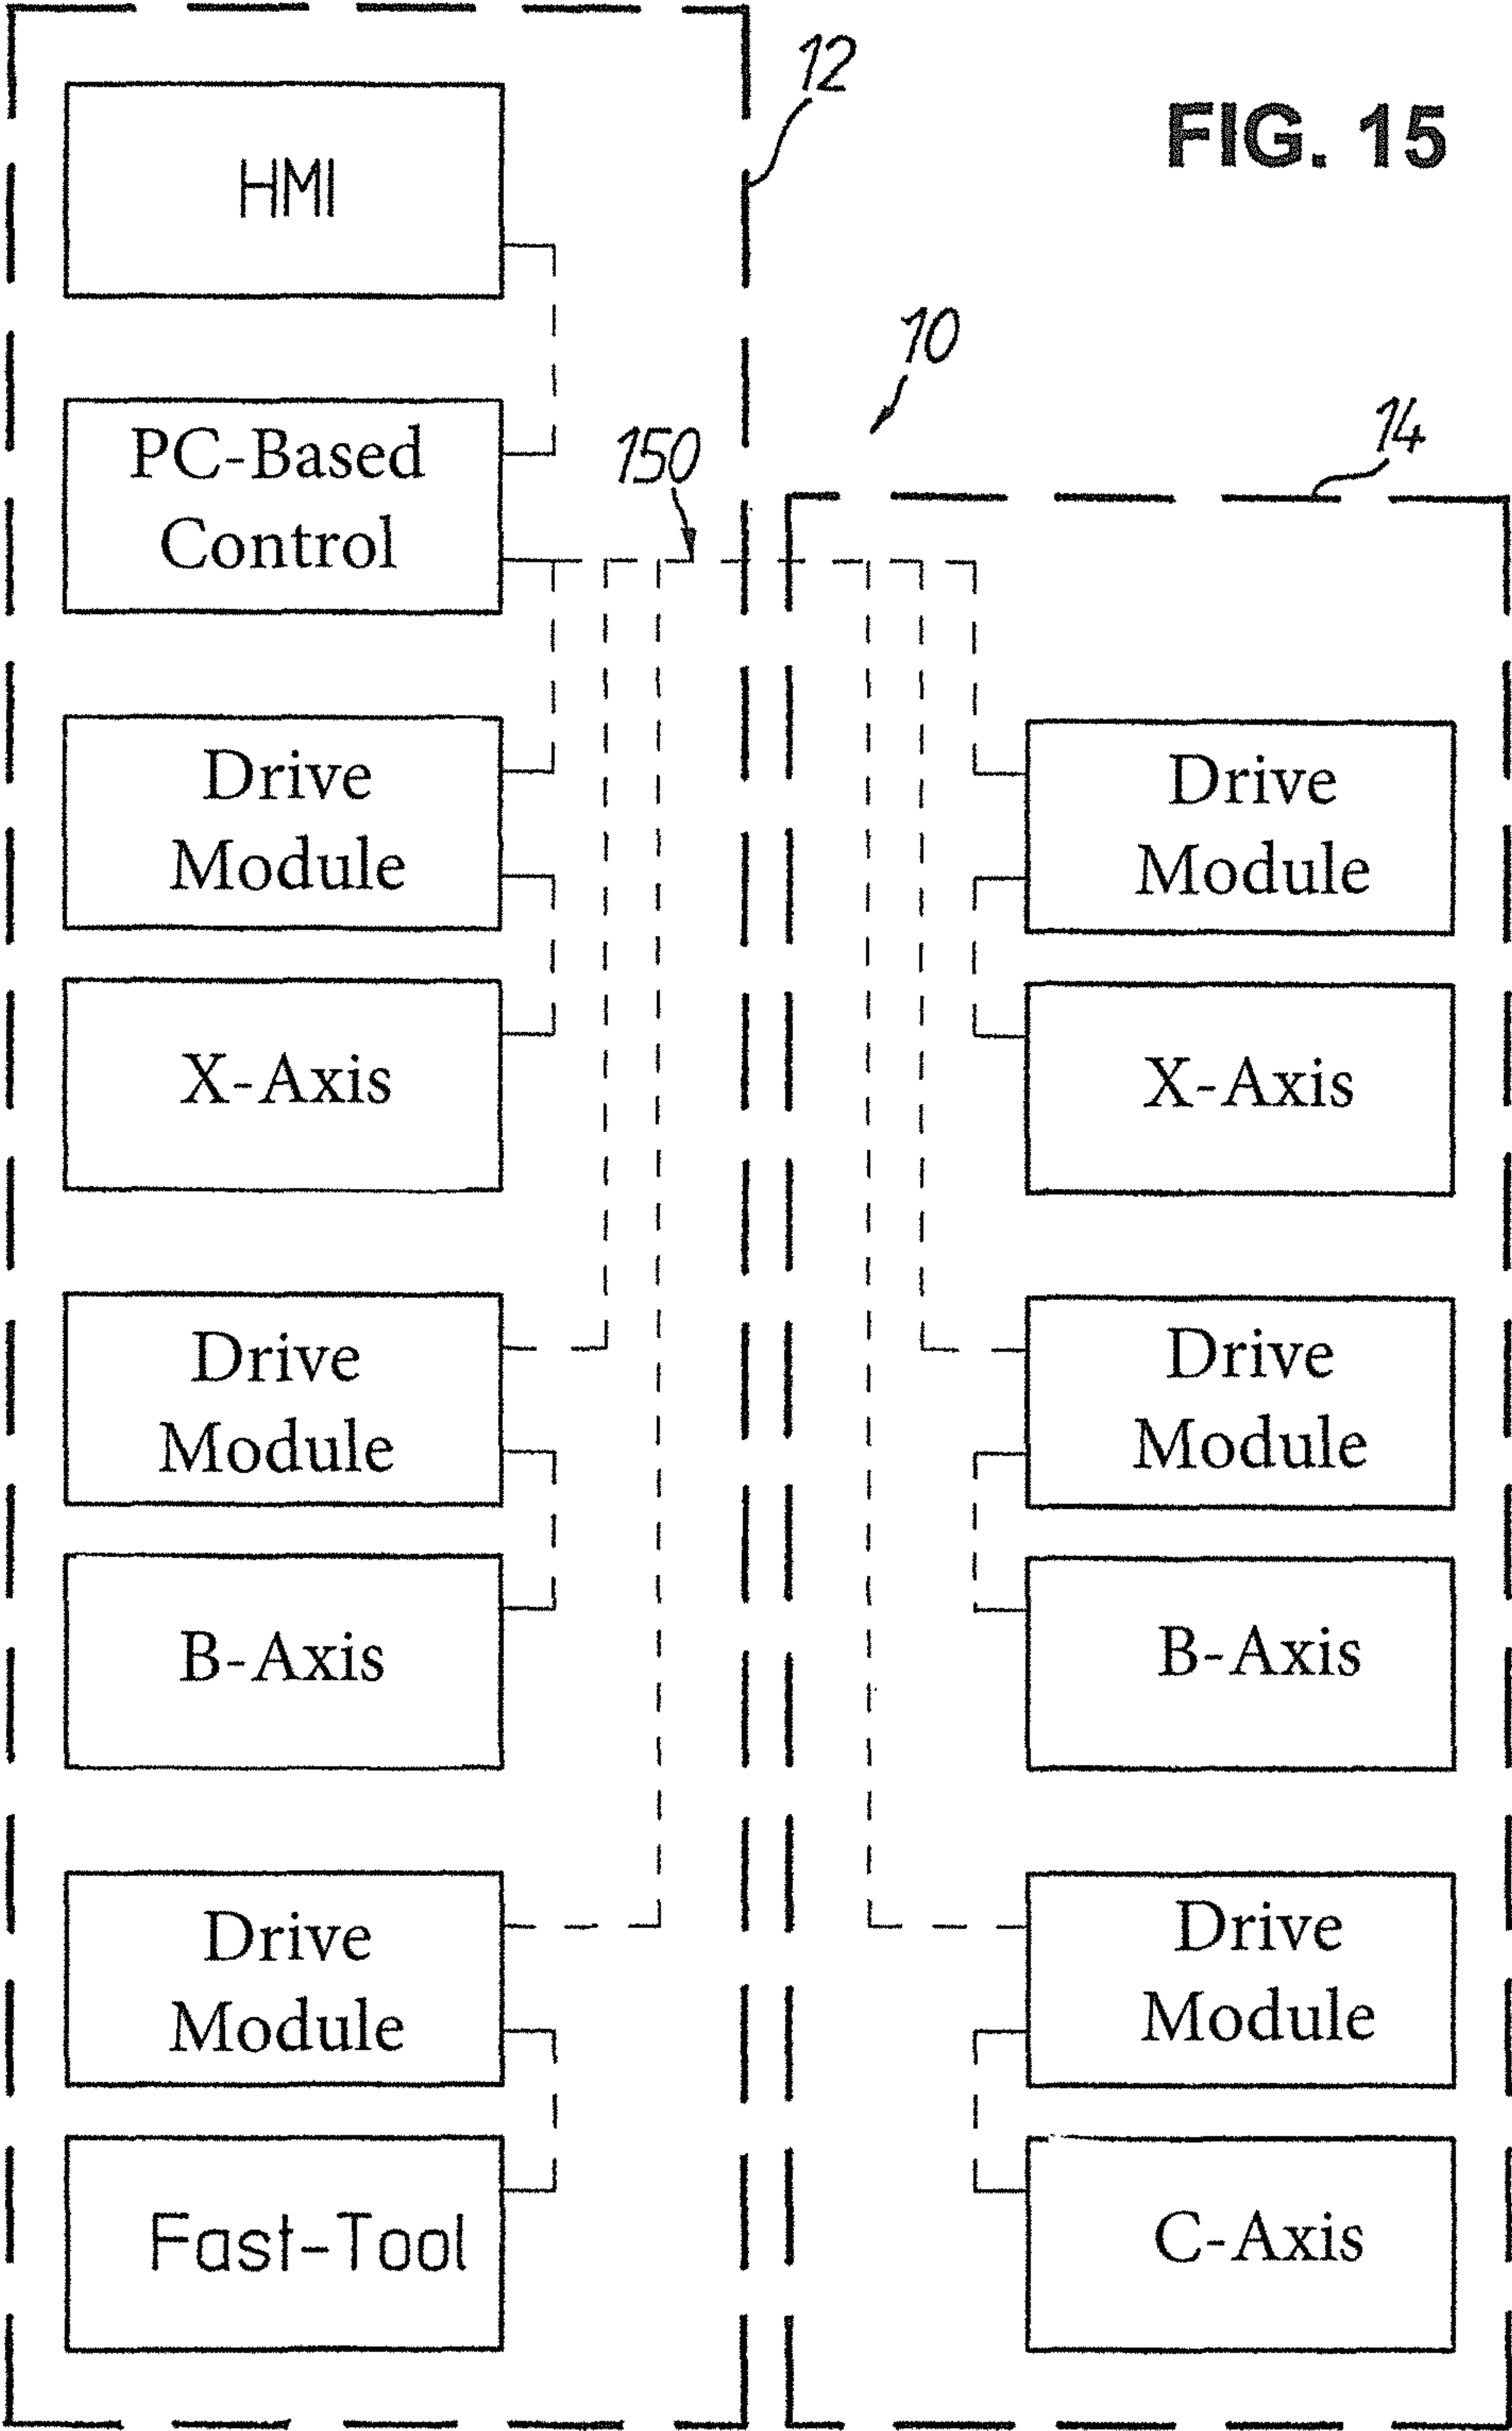 12
FIG. 15
HMI
10
14
150
PC-Based
Control
Drive
Module
X-Axis
Drive
Module
B-Axis
Drive
Module
Fast-Tool
Drive
Module
X-Axis
Drive
Module
B-Axis
Drive
Module
C-Axis